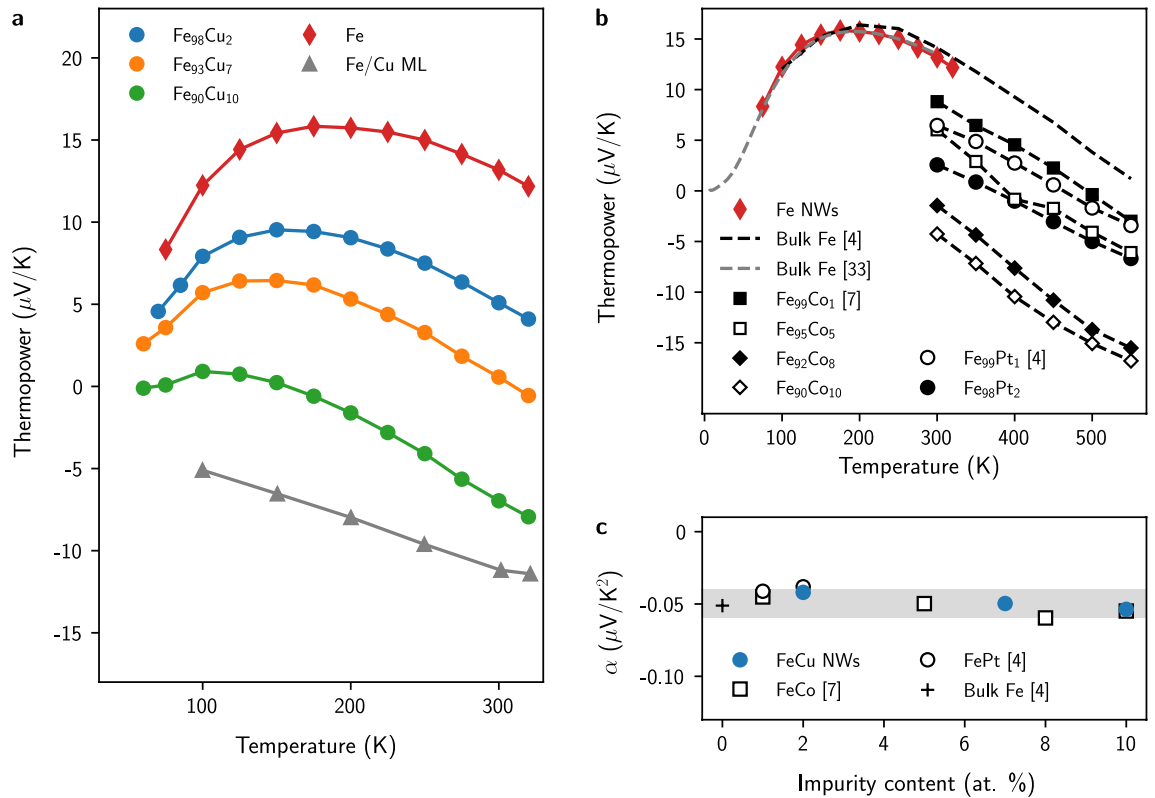 a
Fe98Cu2
Fe93Cu7
Fe90Cu10
Fe
Fe/Cu ML
20
15
10
5
0
-5
-10
-15
100
200
300
Thermopower (μV/K)
Temperature (K)
b
15
10
5
0
-5
-10
-15
Fe NWs
Bulk Fe [4]
Bulk Fe [33]
Fe99Co1 [7]
Fe95Co5
Fe92Co8
Fe90Co10
Fe99Pt1 [4]
Fe98Pt2
0
100
200
300
400
500
Thermopower (μV/K)
Temperature (K)
c
0
-0.05
-0.10
FeCu NWs
FeCo [7]
FePt [4]
Bulk Fe [4]
0
2
4
6
8
10
α (μV/K²)
Impurity content (at. %)